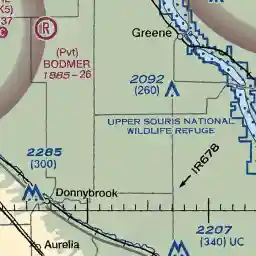 K5)
Greene
R
(Pvt)
BODMER
1885 - 26
2092
(260)
UPPER SOURIS NATIONAL
WILDLIFE REFUGE
2285
(300)
IR678
Donnybrook
2207
(340) UC
Aurelia